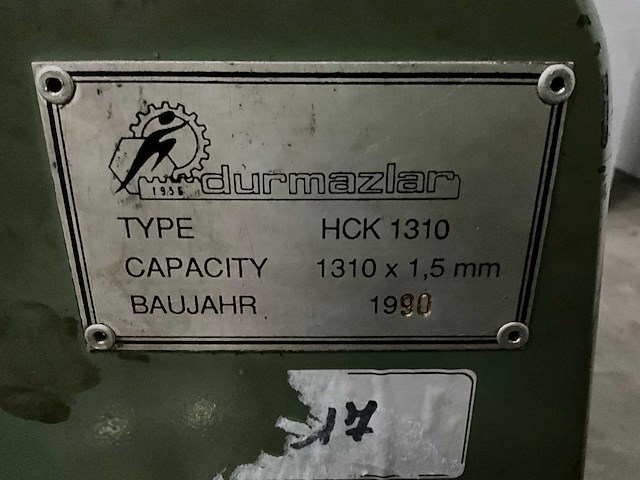 1956 durmazlar
TYPE HCK 1310
CAPACITY 1310 x 1,5 mm
BAUJAHR 1990